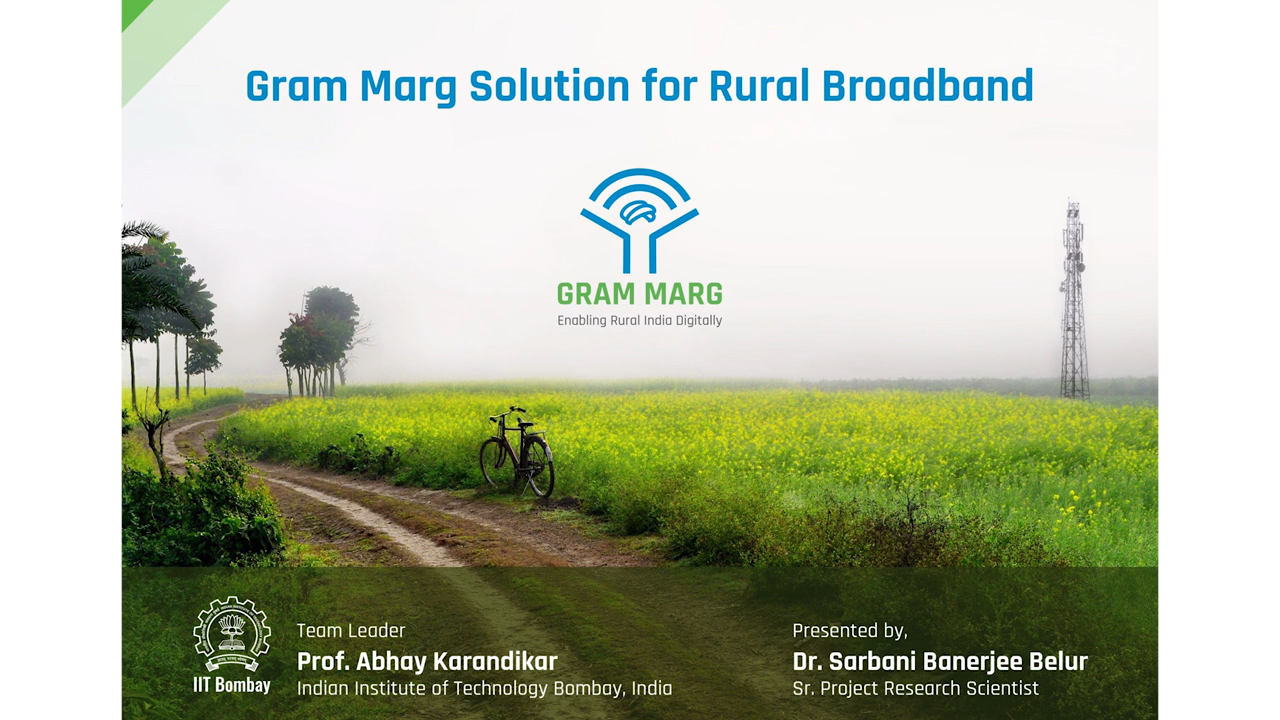 Gram Marg Solution for Rural Broadband
GRAM MARG
Enabling Rural India Digitally
IIT Bombay
Team Leader
Prof. Abhay Karandikar
Indian Institute of Technology Bombay, India
Presented by,
Dr. Sarbani Banerjee Belur
Sr. Project Research Scientist